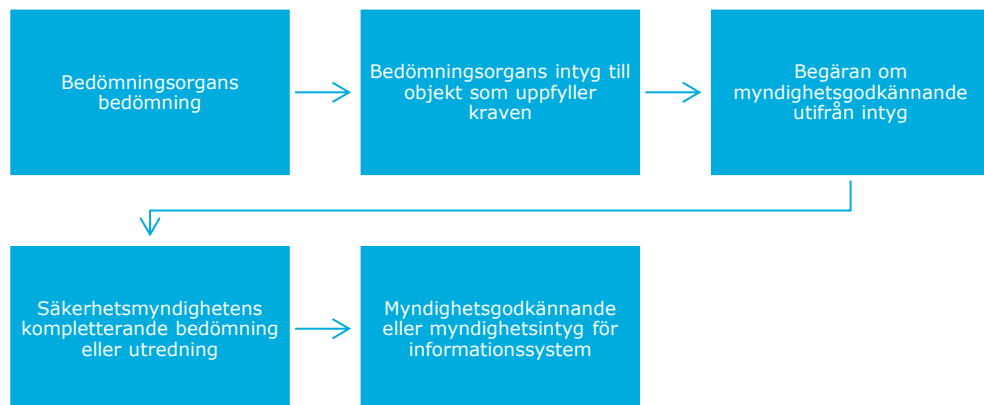 Bedömningsorgans
bedömning
Bedömningsorgans intyg till
objekt som uppfyller
kraven
Begäran om
myndighetsgodkännande
utifrån intyg
Säkerhetsmyndighetens
kompletterande bedömning
eller utredning
Myndighetsgodkännande
eller myndighetsintyg för
informationssystem